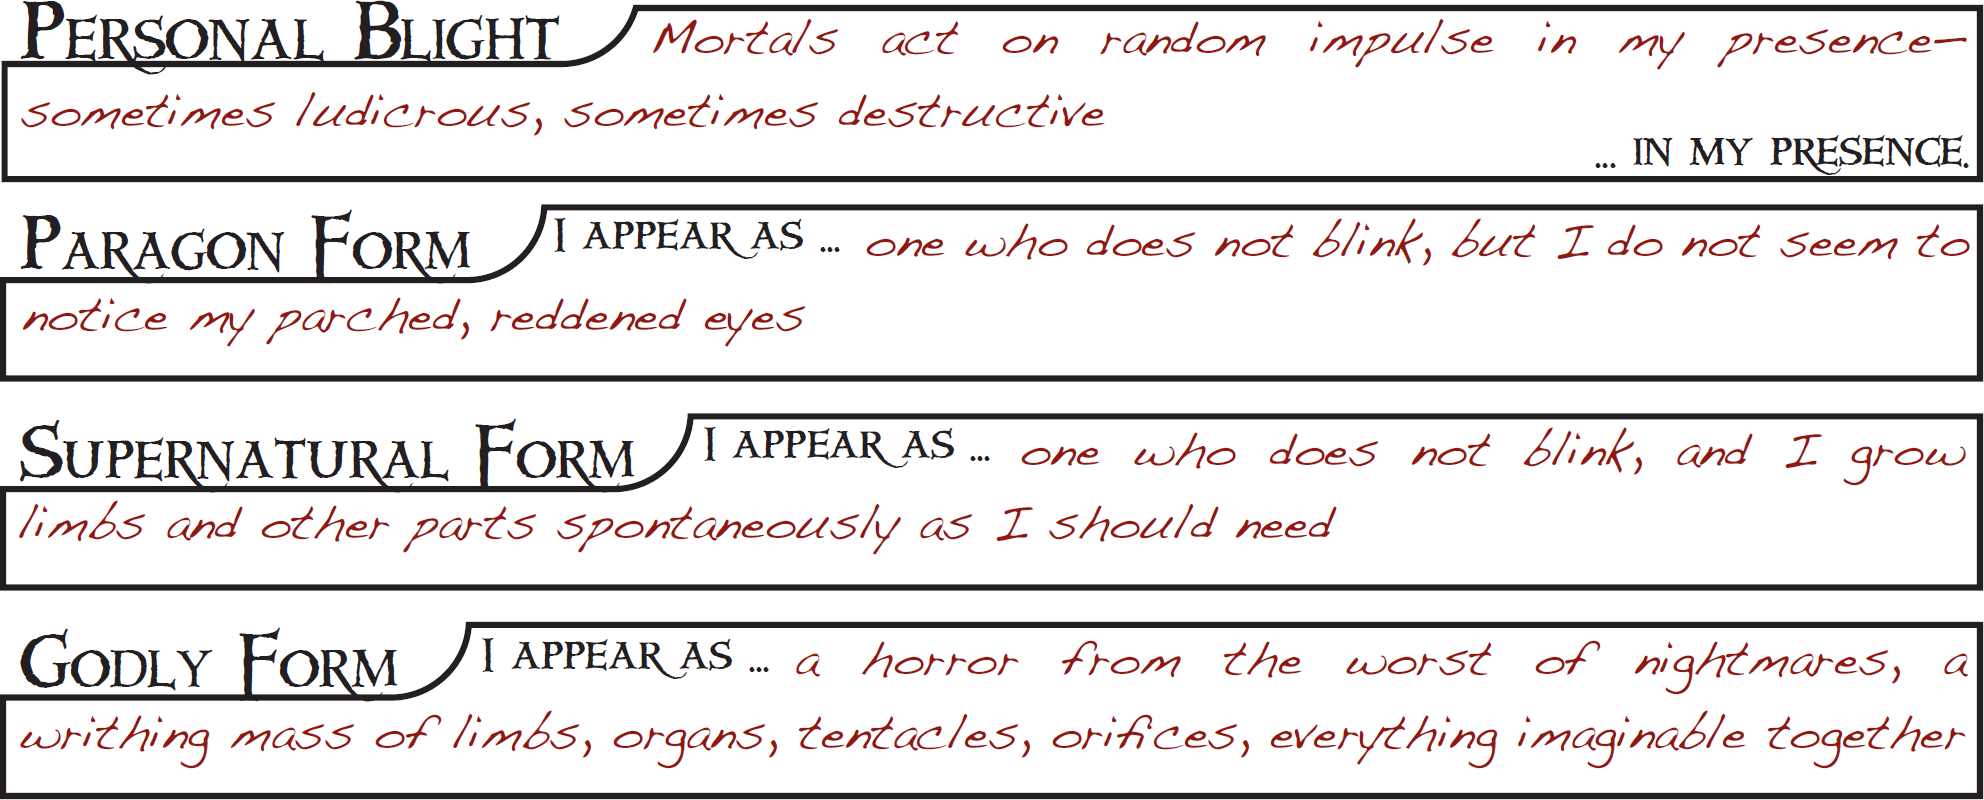 PERSONAL BLIGHT Mortals act on random impulse in my presence—
sometimes ludicrous, sometimes destructive
... IN MY PRESENCE.
PARAGON FORM I APPEAR AS ... one who does not blink, but I do not seem to
notice my parched, reddened eyes
SUPERNATURAL FORM I APPEAR AS ... one who does not blink, and I grow
limbs and other parts spontaneously as I should need
GODLY FORM I APPEAR AS ... a horror from the worst of nightmares, a
writhing mass of limbs, organs, tentacles, orifices, everything imaginable together